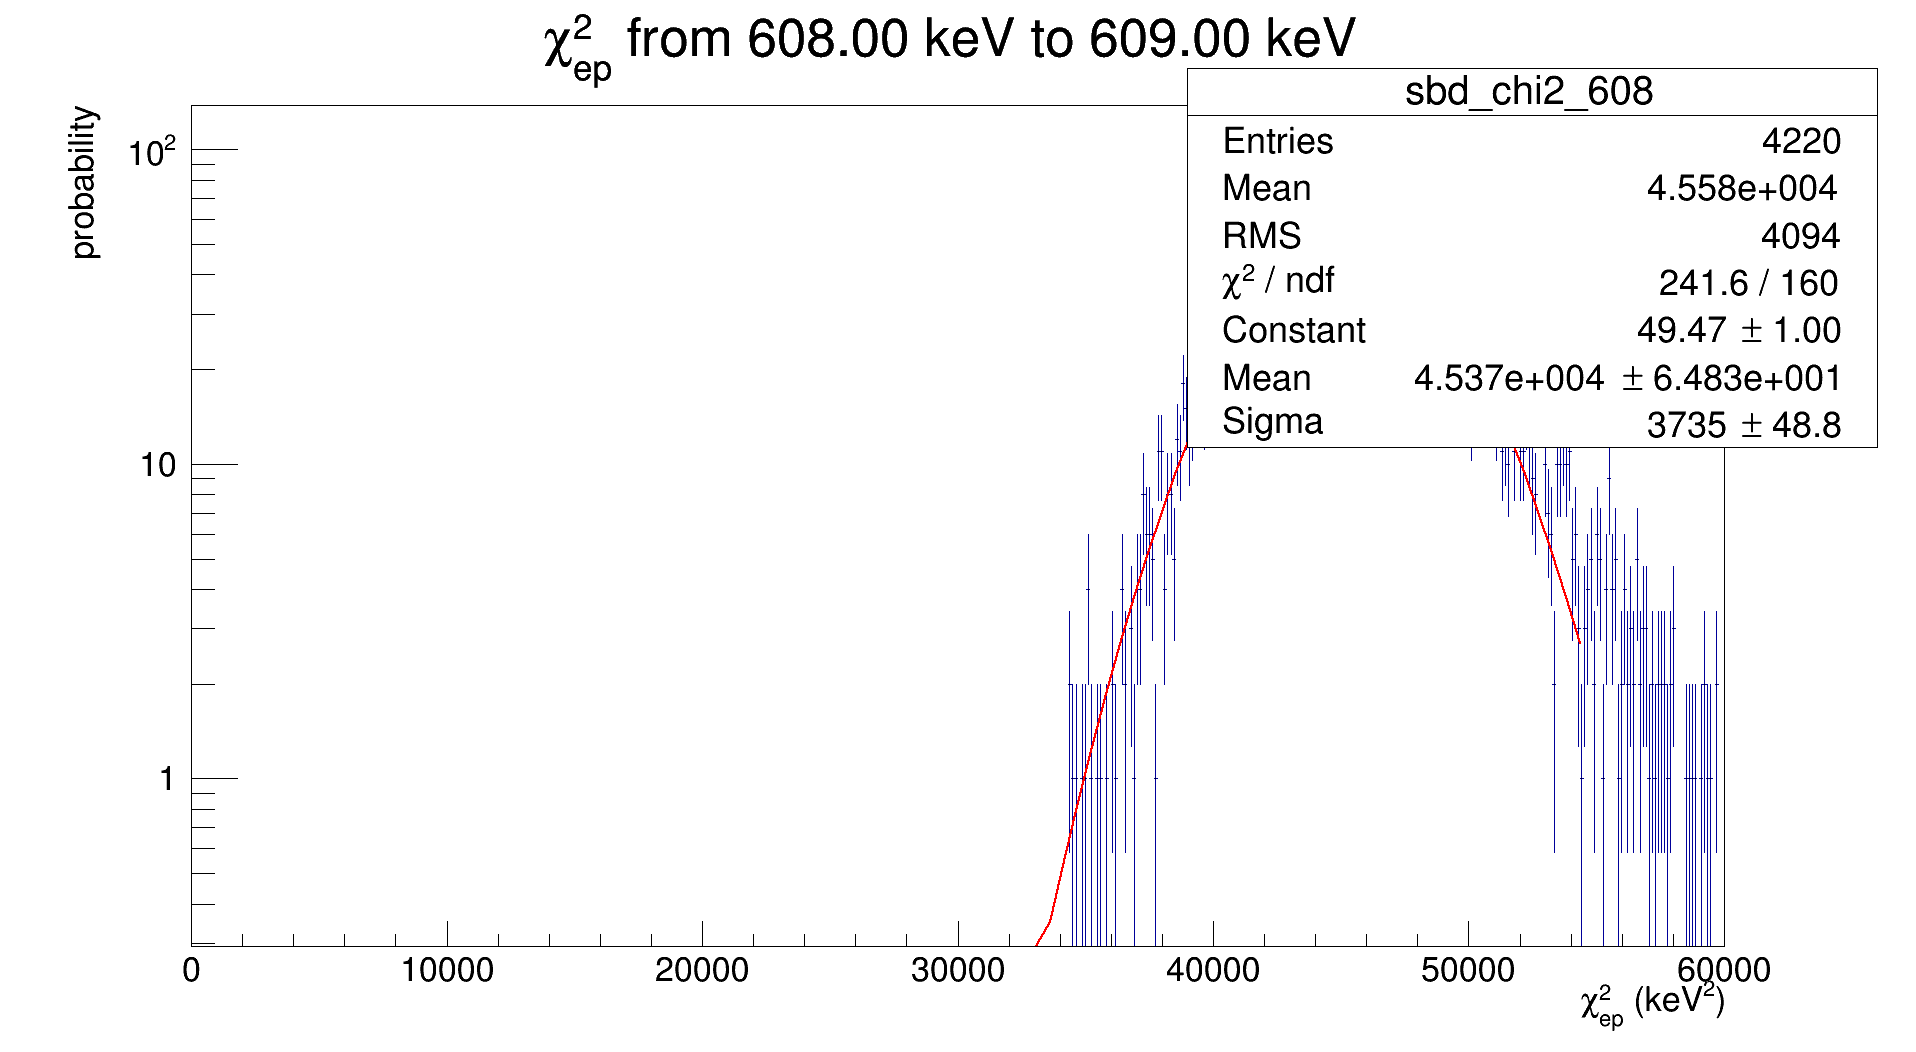 χ²ep from 608.00 keV to 609.00 keV
sbd_chi2_608
Entries 4220
Mean 4.558e+004
RMS 4094
χ² / ndf 241.6 / 160
Constant 49.47 ± 1.00
Mean 4.537e+004 ± 6.483e+001
Sigma 3735 ± 48.8
probability
10²
10
1
0 10000 20000 30000 40000 50000 60000
χ²ep (keV²)